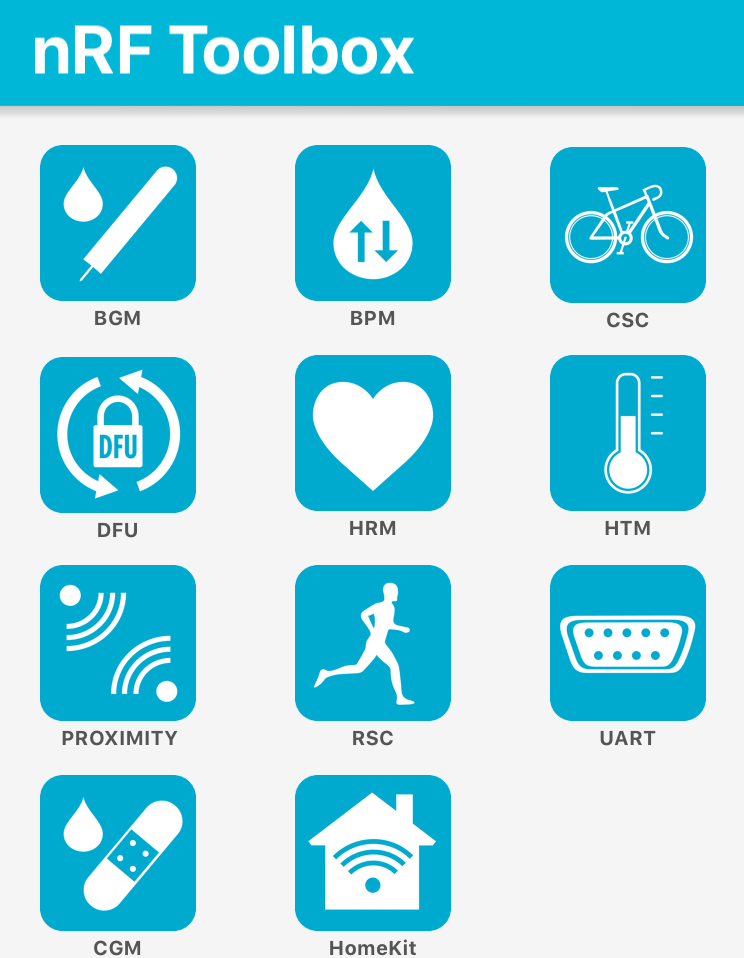 nRF Toolbox
BGM
BPM
CSC
DFU
DFU
HRM
HTM
PROXIMITY
RSC
UART
CGM
HomeKit